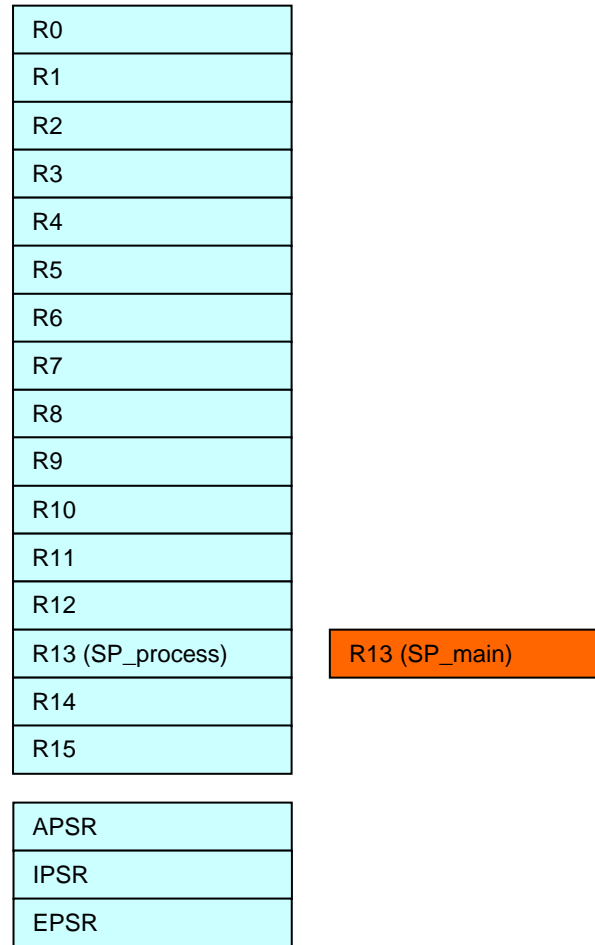 R0
R1
R2
R3
R4
R5
R6
R7
R8
R9
R10
R11
R12
R13 (SP_process) R13 (SP_main)
R14
R15
APSR
IPSR
EPSR